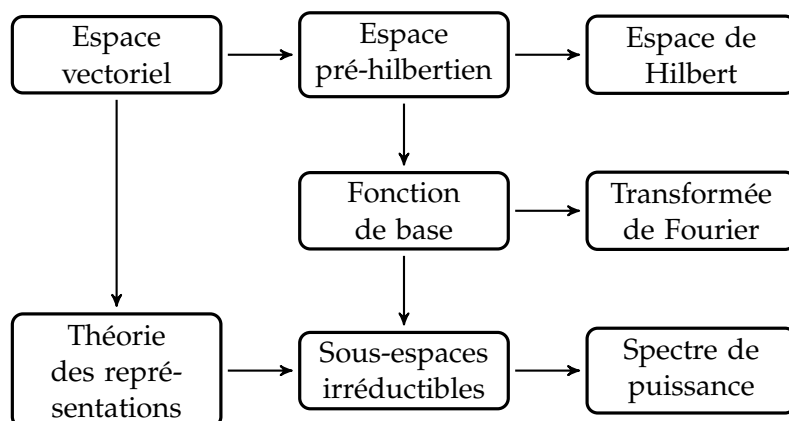 Espace
vectoriel
Espace
pré-hilbertien
Espace de
Hilbert
Fonction
de base
Transformée
de Fourier
Théorie
des repré-
sentations
Sous-espaces
irréductibles
Spectre de
puissance